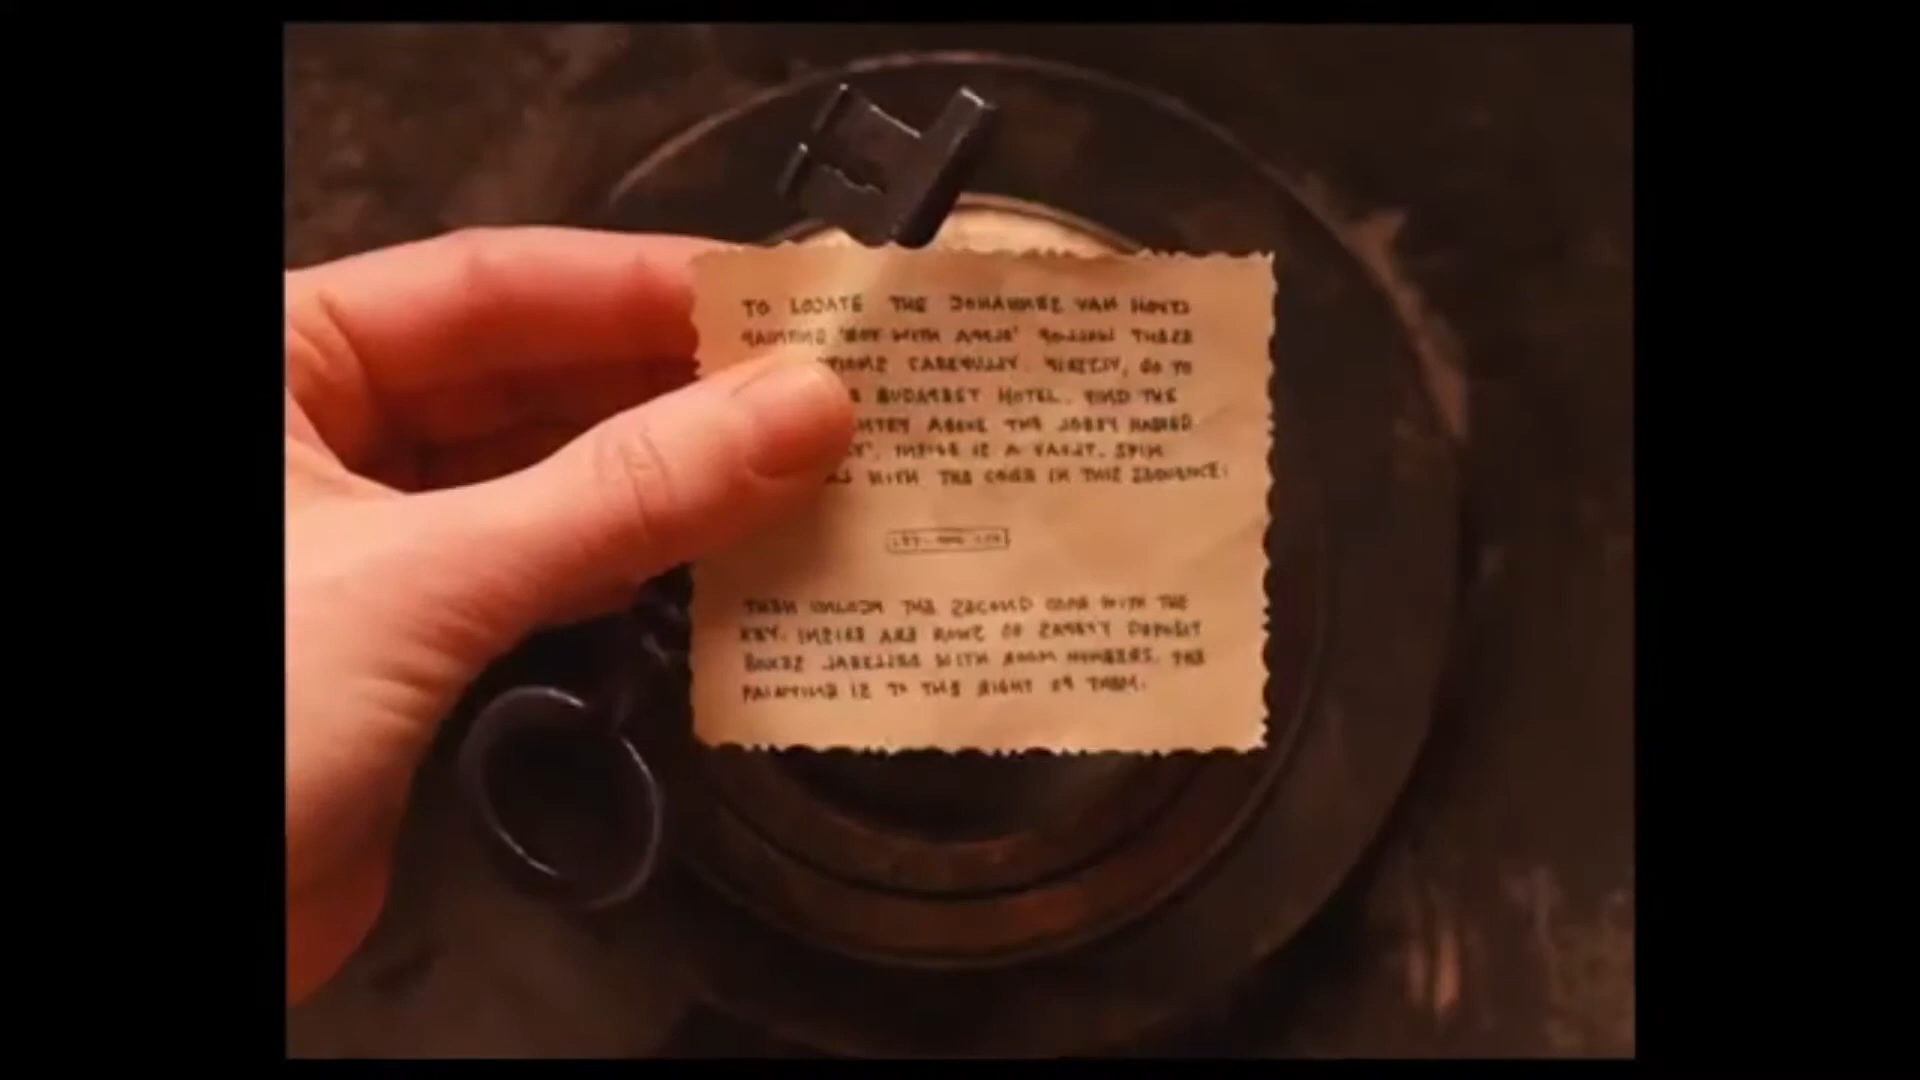 TO LOCATE THE JOHANNES VAN HOYTL
PAINTING 'BOY WITH APPLE' FOLLOW THESE
TIONS CAREFULLY. FIRSTLY, GO TO
BUDAPEST HOTEL. FIND THE
ANTRY ABOVE THE LOBBY MARKED
INSIDE IS A VAULT. SPIN
WITH THE CODE IN THIS SEQUENCE:
THEN UNLOCK THE SECOND DOOR WITH THE
KEY. INSIDE ARE ROWS OF SAFETY DEPOSIT
BOXES LABELLED WITH ROOM NUMBERS. THE
PAINTING IS TO THE RIGHT OF THEM.